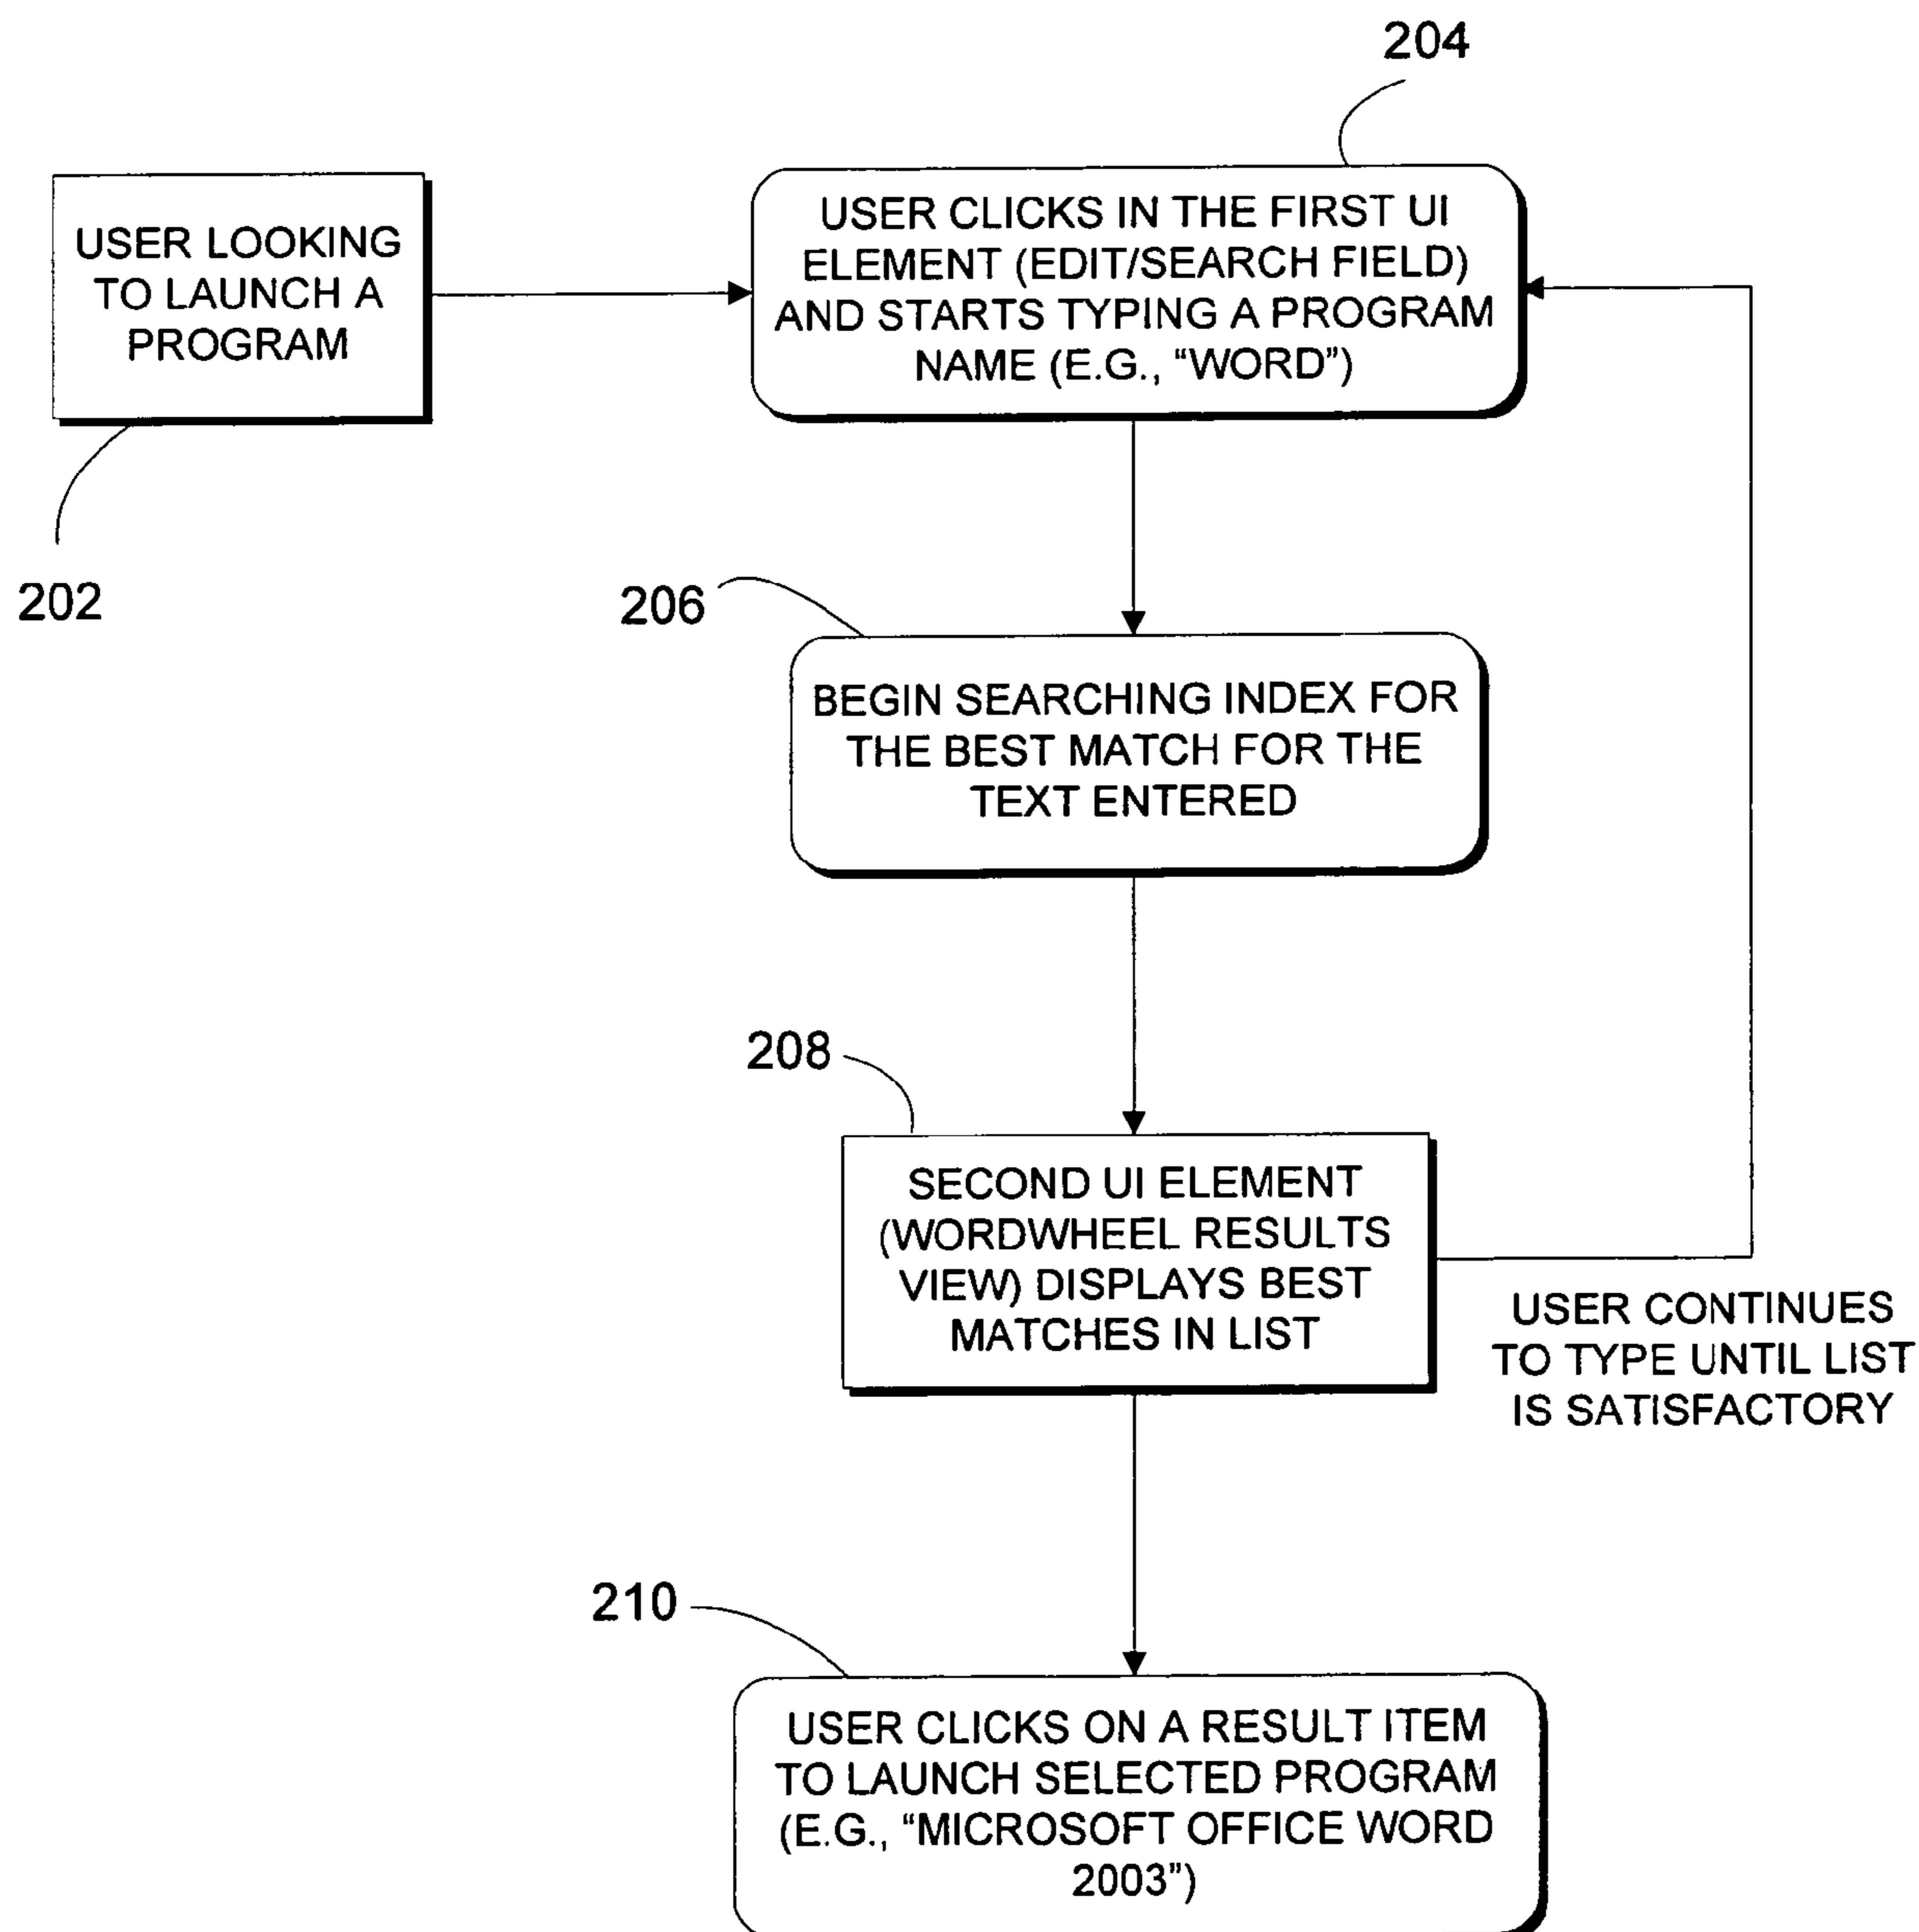 204
USER LOOKING
TO LAUNCH A
PROGRAM
202
USER CLICKS IN THE FIRST UI
ELEMENT (EDIT/SEARCH FIELD)
AND STARTS TYPING A PROGRAM
NAME (E.G., “WORD”)
206
BEGIN SEARCHING INDEX FOR
THE BEST MATCH FOR THE
TEXT ENTERED
208
SECOND UI ELEMENT
(WORDWHEEL RESULTS
VIEW) DISPLAYS BEST
MATCHES IN LIST
USER CONTINUES
TO TYPE UNTIL LIST
IS SATISFACTORY
210
USER CLICKS ON A RESULT ITEM
TO LAUNCH SELECTED PROGRAM
(E.G., “MICROSOFT OFFICE WORD
2003”)